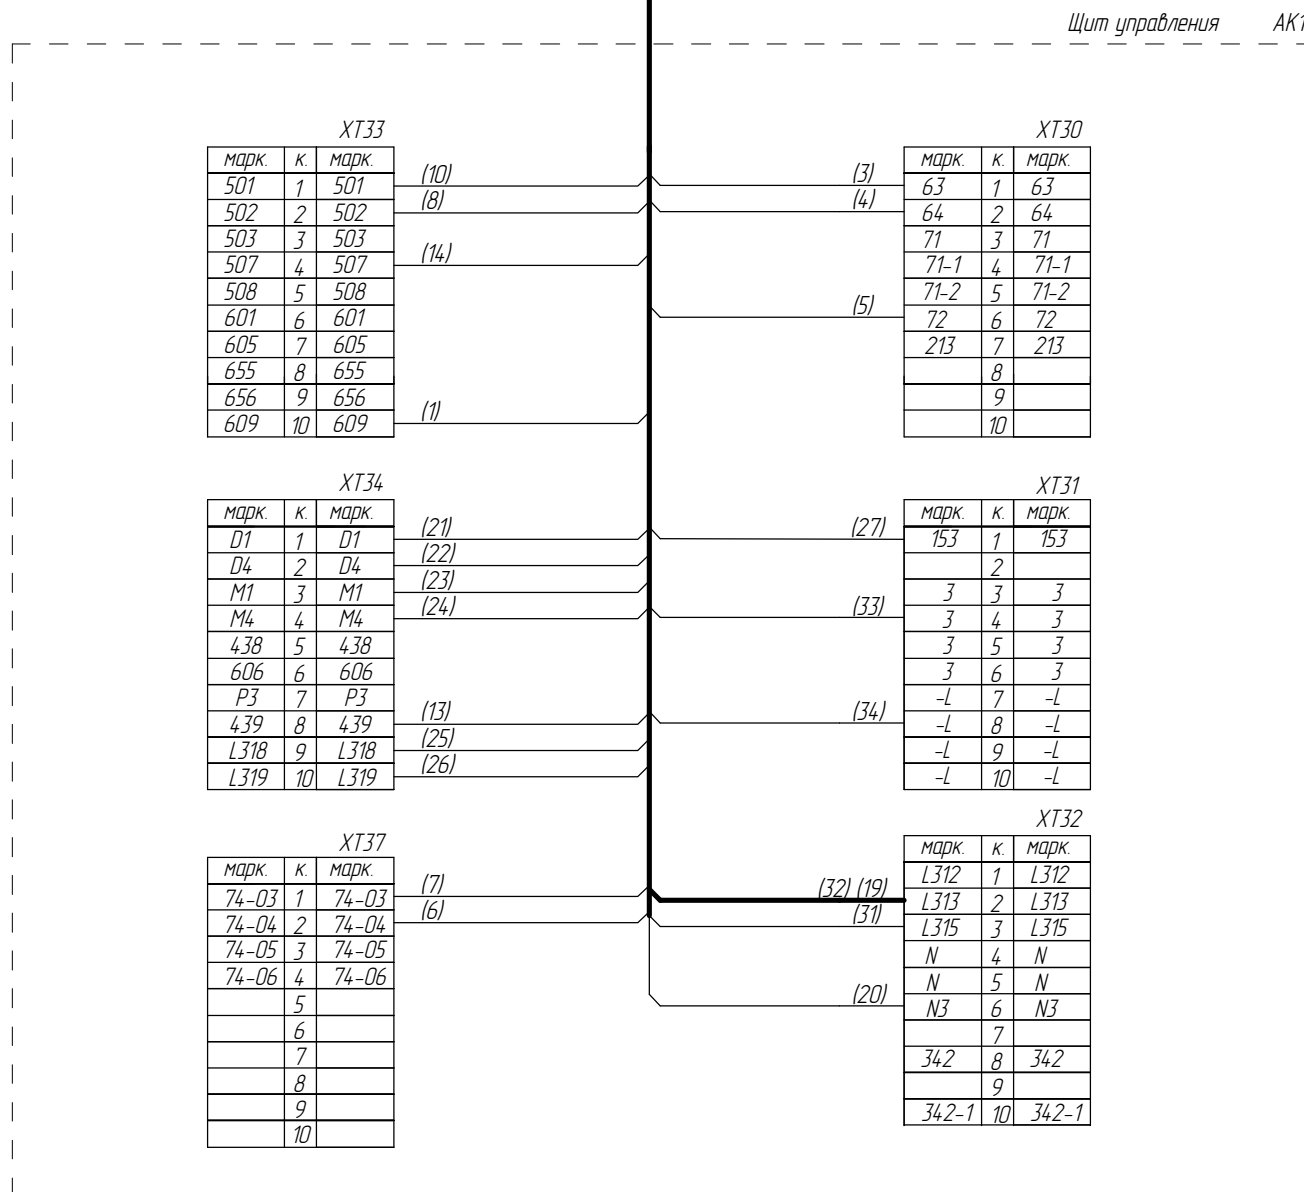 Щит управления АК1
ХТ33
марк. к. марк.
501 1 501 (10)
502 2 502 (8)
503 3 503
507 4 507 (14)
508 5 508
601 6 601
605 7 605
655 8 655
656 9 656
609 10 609 (1)
ХТ30
марк. к. марк.
(3) 63 1 63
(4) 64 2 64
71 3 71
71-1 4 71-1
71-2 5 71-2
(5) 72 6 72
213 7 213
8
9
10
ХТ34
марк. к. марк.
D1 1 D1 (21)
D4 2 D4 (22)
M1 3 M1 (23)
M4 4 M4 (24)
438 5 438
606 6 606
P3 7 P3
439 8 439 (13)
L318 9 L318 (25)
L319 10 L319 (26)
ХТ31
марк. к. марк.
(27) 153 1 153
2
3 3 3
(33) 3 4 3
3 5 3
3 6 3
-L 7 -L
(34) -L 8 -L
-L 9 -L
-L 10 -L
ХТ37
марк. к. марк.
74-03 1 74-03 (7)
74-04 2 74-04 (6)
74-05 3 74-05
74-06 4 74-06
5
6
7
8
9
10
ХТ32
марк. к. марк.
L312 1 L312
(32) (19) L313 2 L313
(31) L315 3 L315
N 4 N
N 5 N
(20) N3 6 N3
7
342 8 342
9
342-1 10 342-1